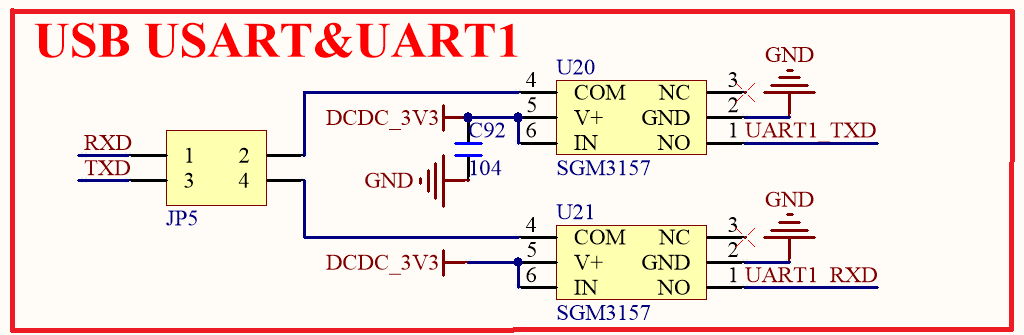 USB USART&UART1
RXD
TXD
1 2
3 4
JP5
DCDC_3V3
C92
104
GND
U20
4 COM NC 3
5 V+ GND 2
6 IN NO 1
SGM3157
GND
UART1_TXD
DCDC_3V3
U21
4 COM NC 3
5 V+ GND 2
6 IN NO 1
SGM3157
GND
UART1_RXD